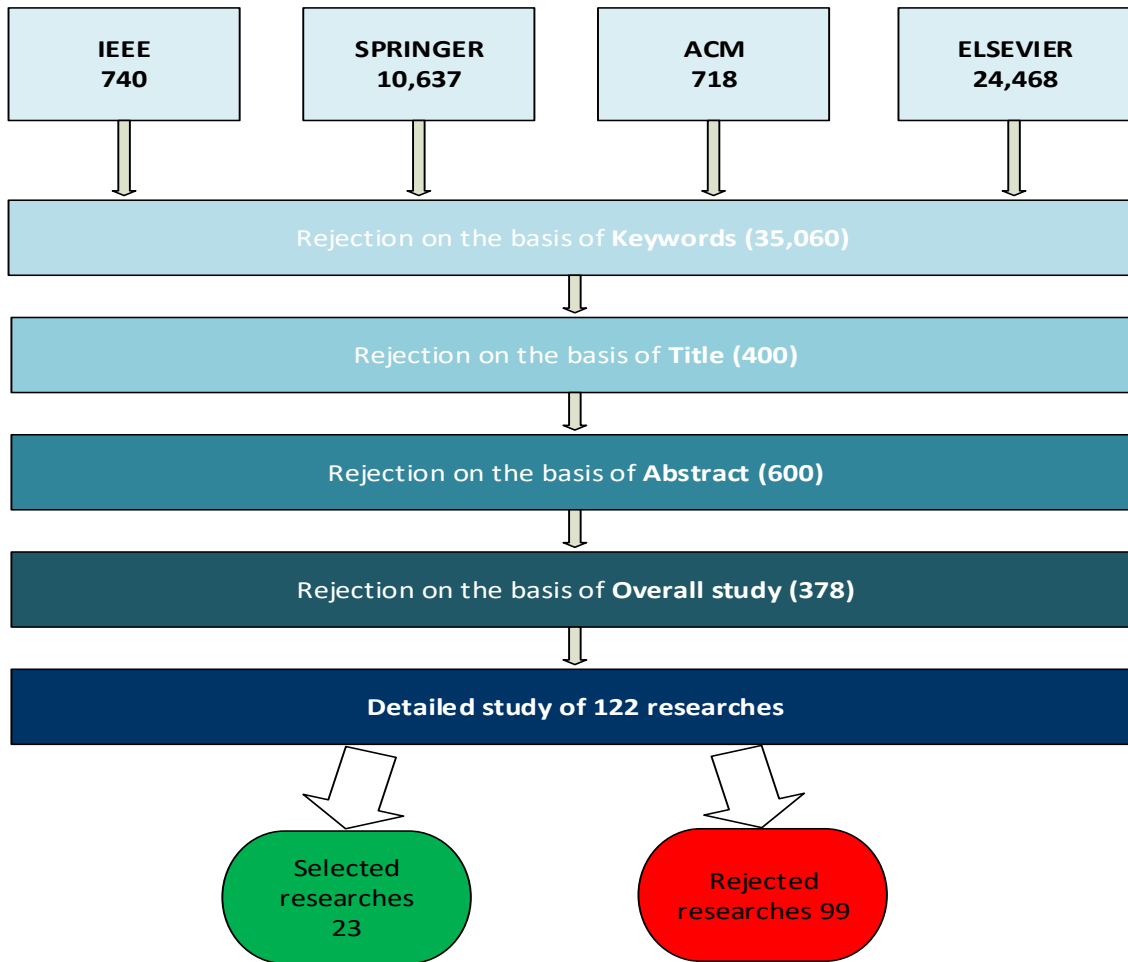 IEEE
740
SPRINGER
10,637
ACM
718
ELSEVIER
24,468
Rejection on the basis of Keywords (35,060)
Rejection on the basis of Title (400)
Rejection on the basis of Abstract (600)
Rejection on the basis of Overall study (378)
Detailed study of 122 researches
Selected
researches
23
Rejected
researches 99